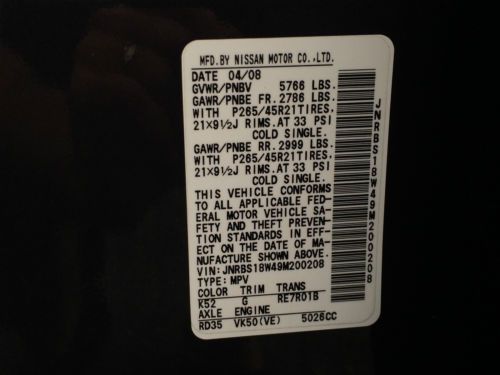 MFD.BY NISSAN MOTOR CO.,LTD.
DATE 04/08
GVWR/PNBV 5766 LBS.
GAWR/PNBE FR. 2786 LBS.
WITH P265/45R21TIRES,
21X9½J RIMS.AT 33 PSI
COLD SINGLE.
GAWR/PNBE RR. 2999 LBS.
WITH P265/45R21TIRES,
21X9½J RIMS.AT 33 PSI
COLD SINGLE.
THIS VEHICLE CONFORMS
TO ALL APPLICABLE FED-
ERAL MOTOR VEHICLE SA-
FETY AND THEFT PREVEN-
TION STANDARDS IN EFF-
ECT ON THE DATE OF MA-
NUFACTURE SHOWN ABOVE.
VIN:JNRBS18W49M200208
TYPE:MPV
COLOR TRIM TRANS
K52 G RE7R01B
AXLE ENGINE
RD35 VK50(VE) 5026CC
JNRBS18W49M200208